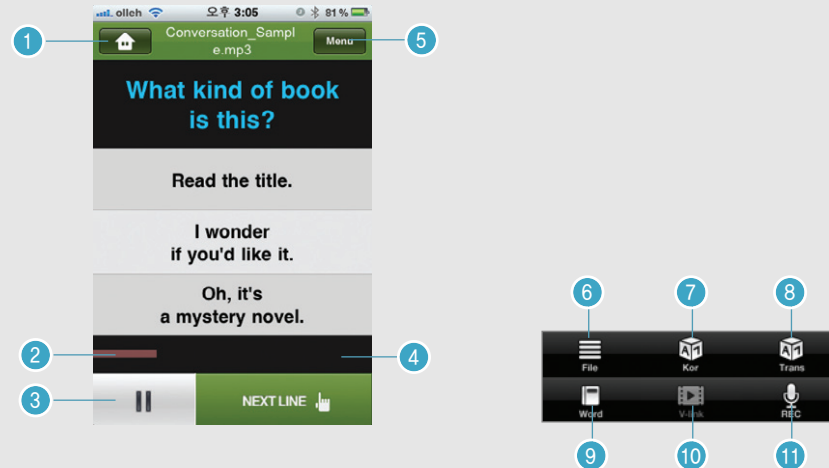 olleh 오후 3:05 81%
Conversation_Sampl
e.mp3
Menu
1
5
What kind of book
is this?
Read the title.
I wonder
if you'd like it.
Oh, it's
a mystery novel.
2
4
3
NEXT LINE
6 7 8
File Kor Trans
Word V-link REC
9 10 11